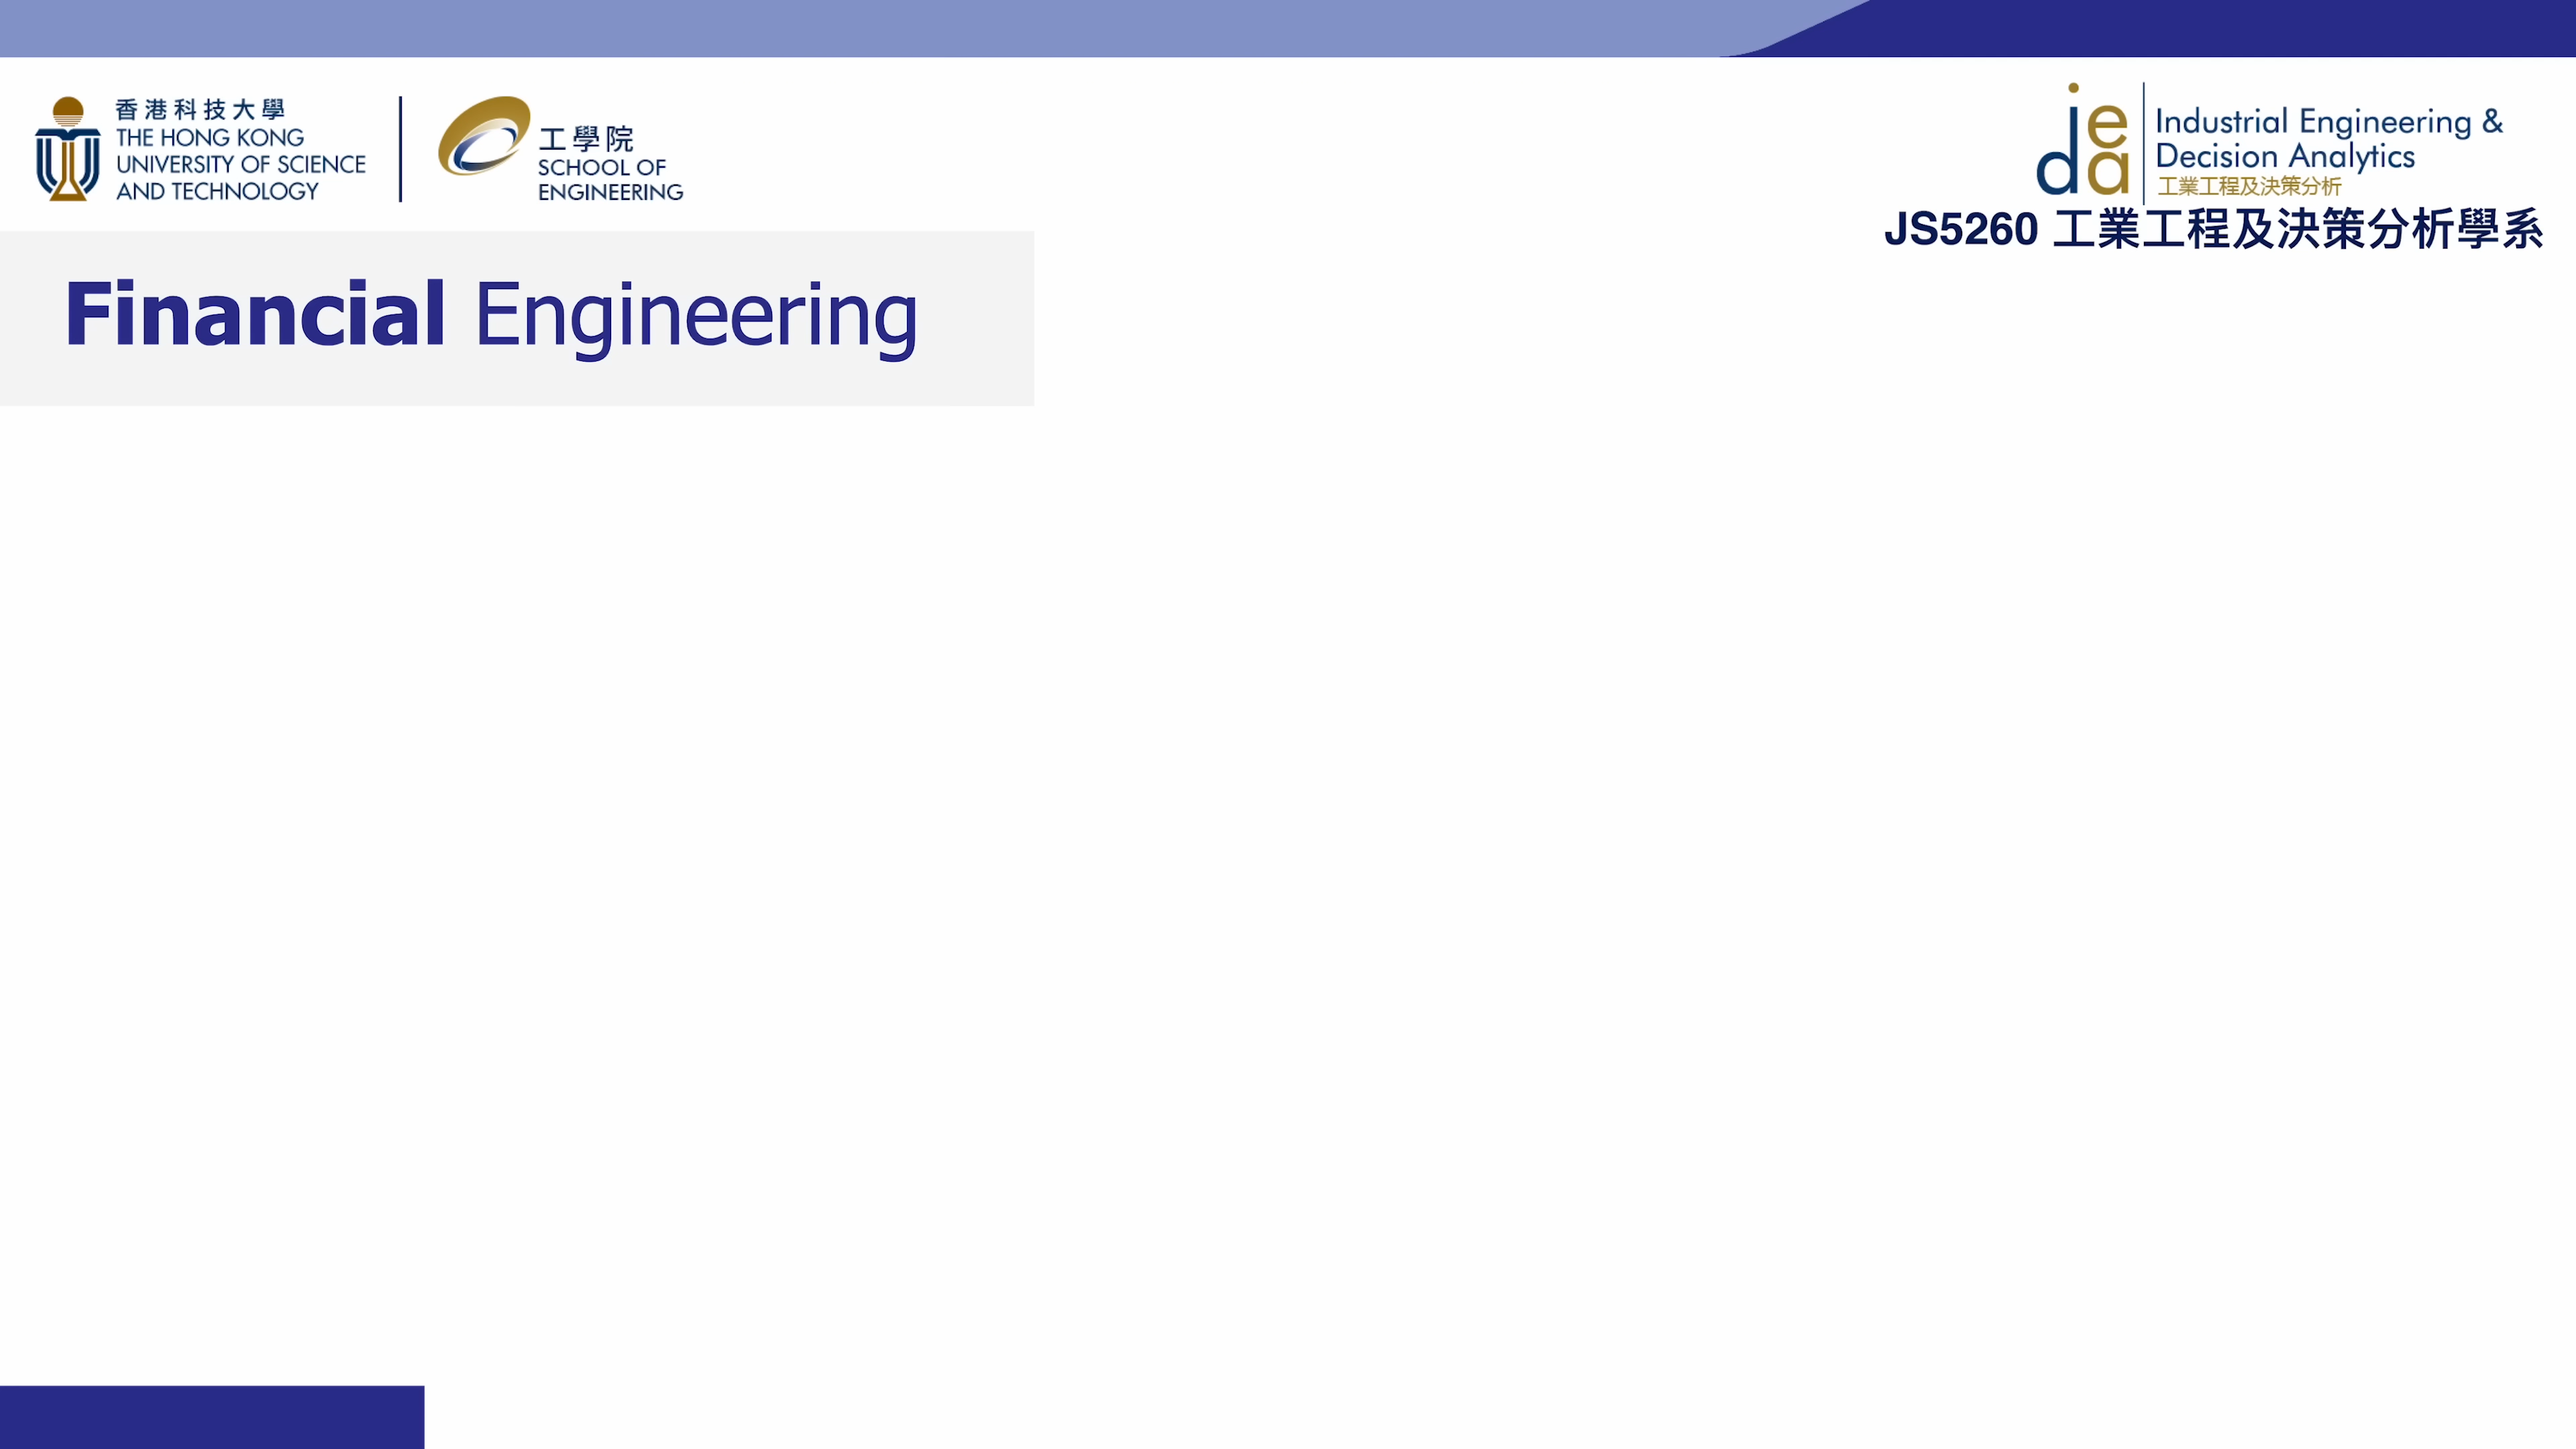 香港科技大學
THE HONG KONG
UNIVERSITY OF SCIENCE
AND TECHNOLOGY
工學院
SCHOOL OF
ENGINEERING
ieda
Industrial Engineering &
Decision Analytics
工業工程及決策分析
JS5260 工業工程及決策分析學系
Financial Engineering